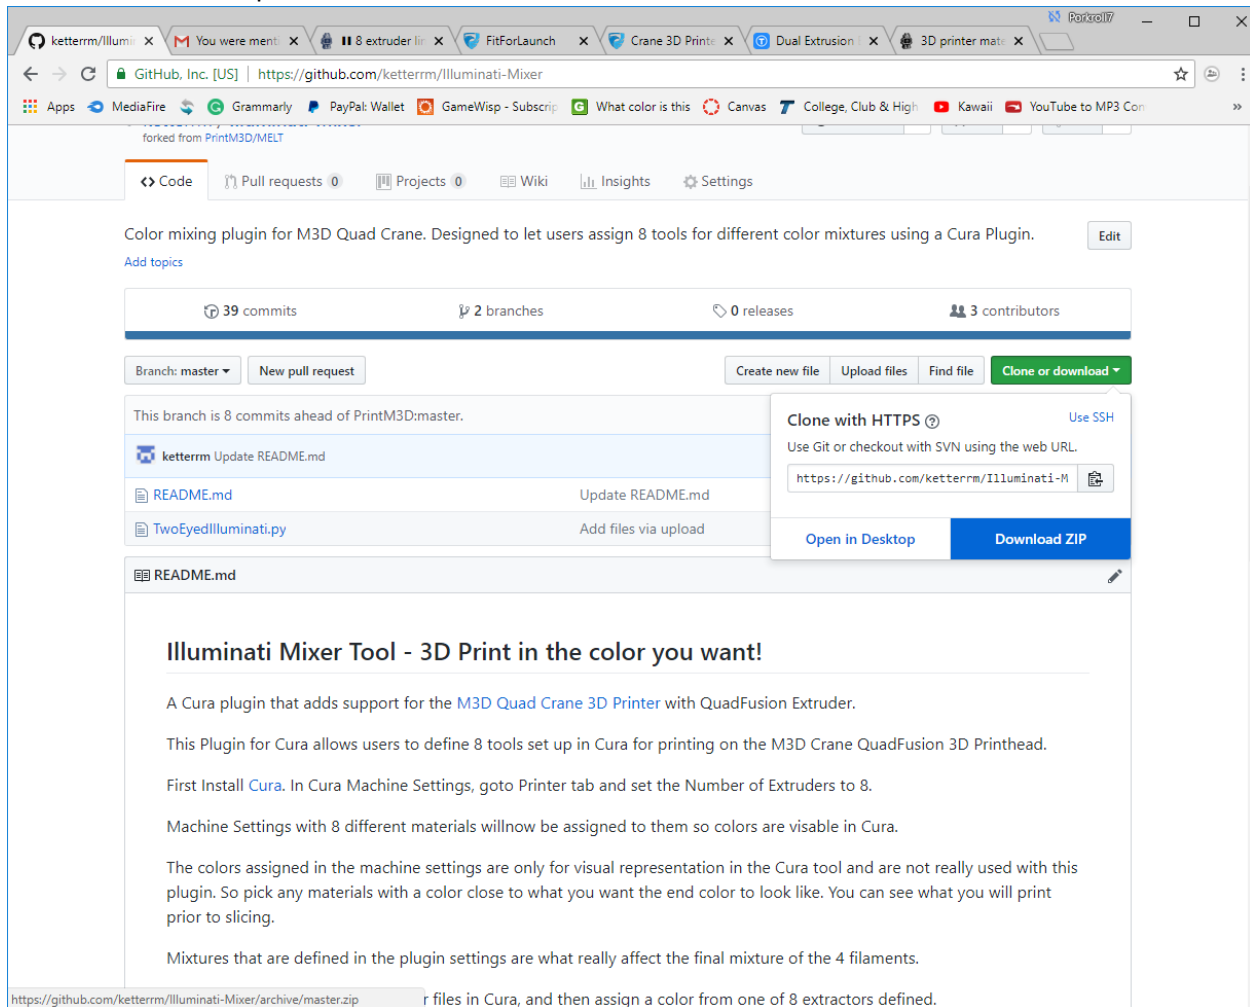 Porkroll7
ketterrm/Illumi
You were ment
8 extruder lin
FitForLaunch
Crane 3D Printe
Dual Extrusion
3D printer mate
GitHub, Inc. [US] | https://github.com/ketterrm/Illuminati-Mixer
Apps MediaFire Grammarly PayPal: Wallet GameWisp - Subscrip What color is this Canvas College, Club & High Kawaii YouTube to MP3 Con »
forked from PrintM3D/MELT
Code Pull requests 0 Projects 0 Wiki Insights Settings
Color mixing plugin for M3D Quad Crane. Designed to let users assign 8 tools for different color mixtures using a Cura Plugin. Edit
Add topics
39 commits 2 branches 0 releases 3 contributors
Branch: master New pull request Create new file Upload files Find file Clone or download
This branch is 8 commits ahead of PrintM3D:master.
Clone with HTTPS Use SSH
Use Git or checkout with SVN using the web URL.
https://github.com/ketterrm/Illuminati-M
Open in Desktop Download ZIP
ketterrm Update README.md
README.md Update README.md
TwoEyedIlluminati.py Add files via upload
README.md
Illuminati Mixer Tool - 3D Print in the color you want!
A Cura plugin that adds support for the M3D Quad Crane 3D Printer with QuadFusion Extruder.
This Plugin for Cura allows users to define 8 tools set up in Cura for printing on the M3D Crane QuadFusion 3D Printhead.
First Install Cura. In Cura Machine Settings, goto Printer tab and set the Number of Extruders to 8.
Machine Settings with 8 different materials willnow be assigned to them so colors are visable in Cura.
The colors assigned in the machine settings are only for visual representation in the Cura tool and are not really used with this
plugin. So pick any materials with a color close to what you want the end color to look like. You can see what you will print
prior to slicing.
Mixtures that are defined in the plugin settings are what really affect the final mixture of the 4 filaments.
r files in Cura, and then assign a color from one of 8 extractors defined.
https://github.com/ketterrm/Illuminati-Mixer/archive/master.zip